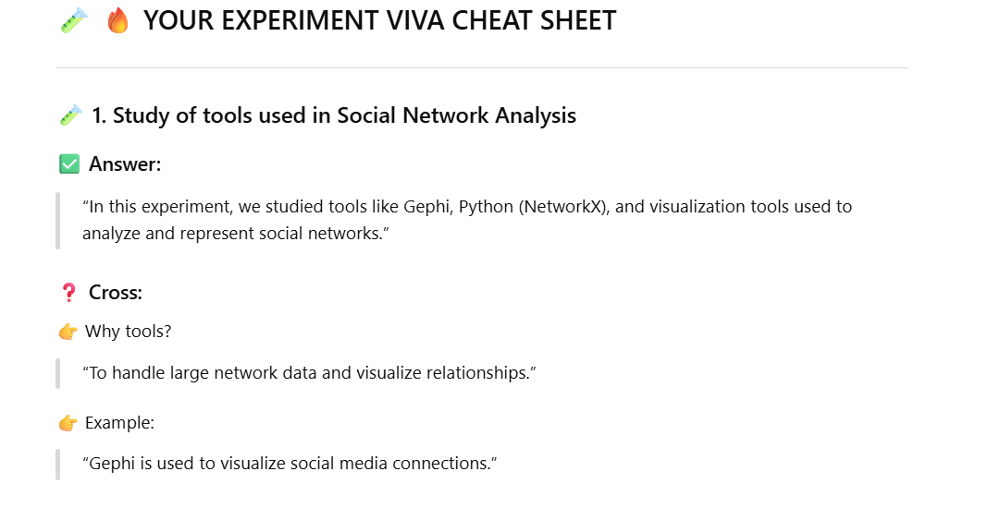 🧪 🔥 YOUR EXPERIMENT VIVA CHEAT SHEET
🧪 1. Study of tools used in Social Network Analysis
✅ Answer:
“In this experiment, we studied tools like Gephi, Python (NetworkX), and visualization tools used to
analyze and represent social networks.”
❓ Cross:
👉 Why tools?
“To handle large network data and visualize relationships.”
👉 Example:
“Gephi is used to visualize social media connections.”